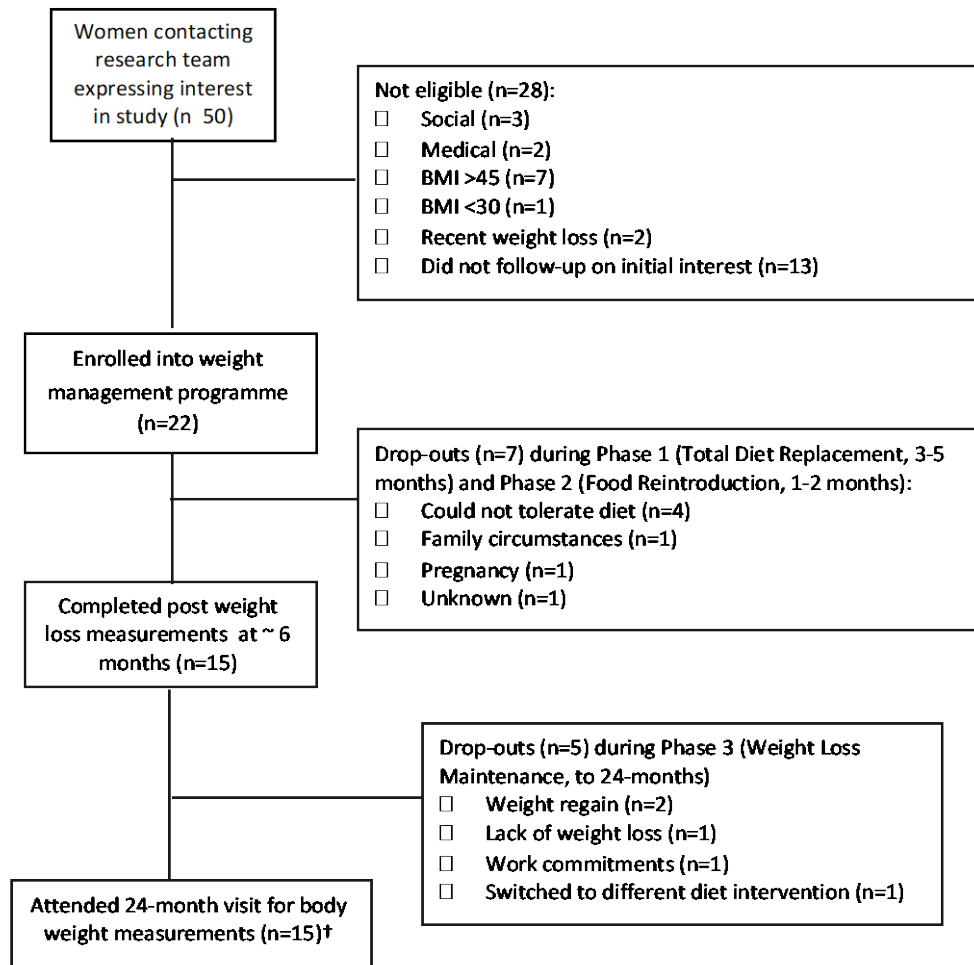 Women contacting
research team
expressing interest
in study (n 50)
Not eligible (n=28):
Social (n=3)
Medical (n=2)
BMI >45 (n=7)
BMI <30 (n=1)
Recent weight loss (n=2)
Did not follow-up on initial interest (n=13)
Enrolled into weight
management programme
(n=22)
Drop-outs (n=7) during Phase 1 (Total Diet Replacement, 3-5
months) and Phase 2 (Food Reintroduction, 1-2 months):
Could not tolerate diet (n=4)
Family circumstances (n=1)
Pregnancy (n=1)
Unknown (n=1)
Completed post weight
loss measurements at ~ 6
months (n=15)
Drop-outs (n=5) during Phase 3 (Weight Loss
Maintenance, to 24-months)
Weight regain (n=2)
Lack of weight loss (n=1)
Work commitments (n=1)
Switched to different diet intervention (n=1)
Attended 24-month visit for body
weight measurements (n=15)†